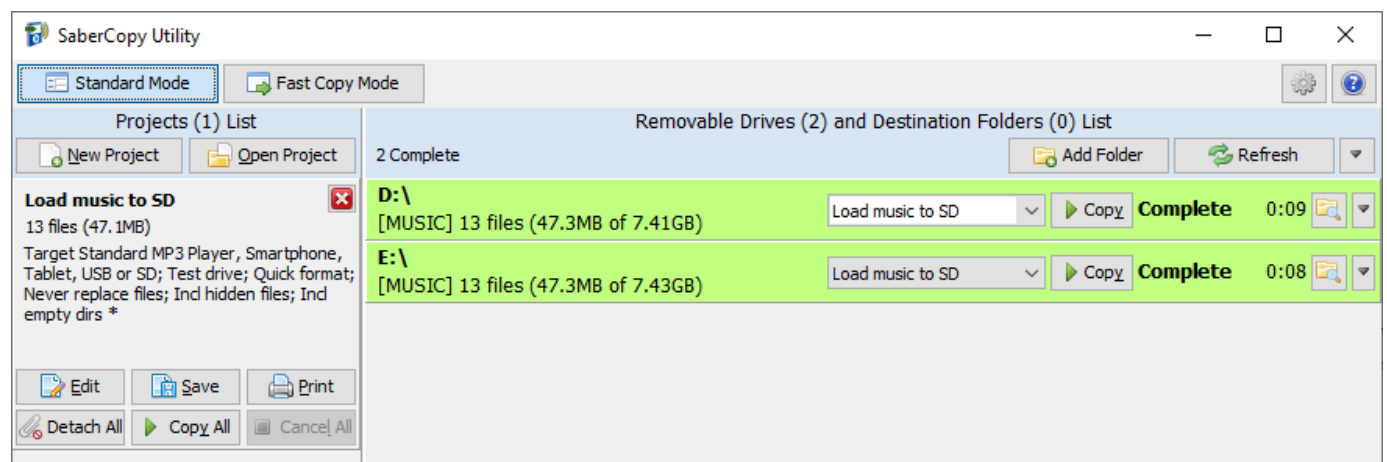 SaberCopy Utility
Standard Mode
Fast Copy Mode
Projects (1) List
New Project
Open Project
Load music to SD
13 files (47.1MB)
Target Standard MP3 Player, Smartphone,
Tablet, USB or SD; Test drive; Quick format;
Never replace files; Incl hidden files; Incl
empty dirs *
Edit
Save
Print
Detach All
Copy All
Cancel All
Removable Drives (2) and Destination Folders (0) List
2 Complete
Add Folder
Refresh
D:\
[MUSIC] 13 files (47.3MB of 7.41GB)
Load music to SD
Copy
Complete
0:09
E:\
[MUSIC] 13 files (47.3MB of 7.43GB)
Load music to SD
Copy
Complete
0:08